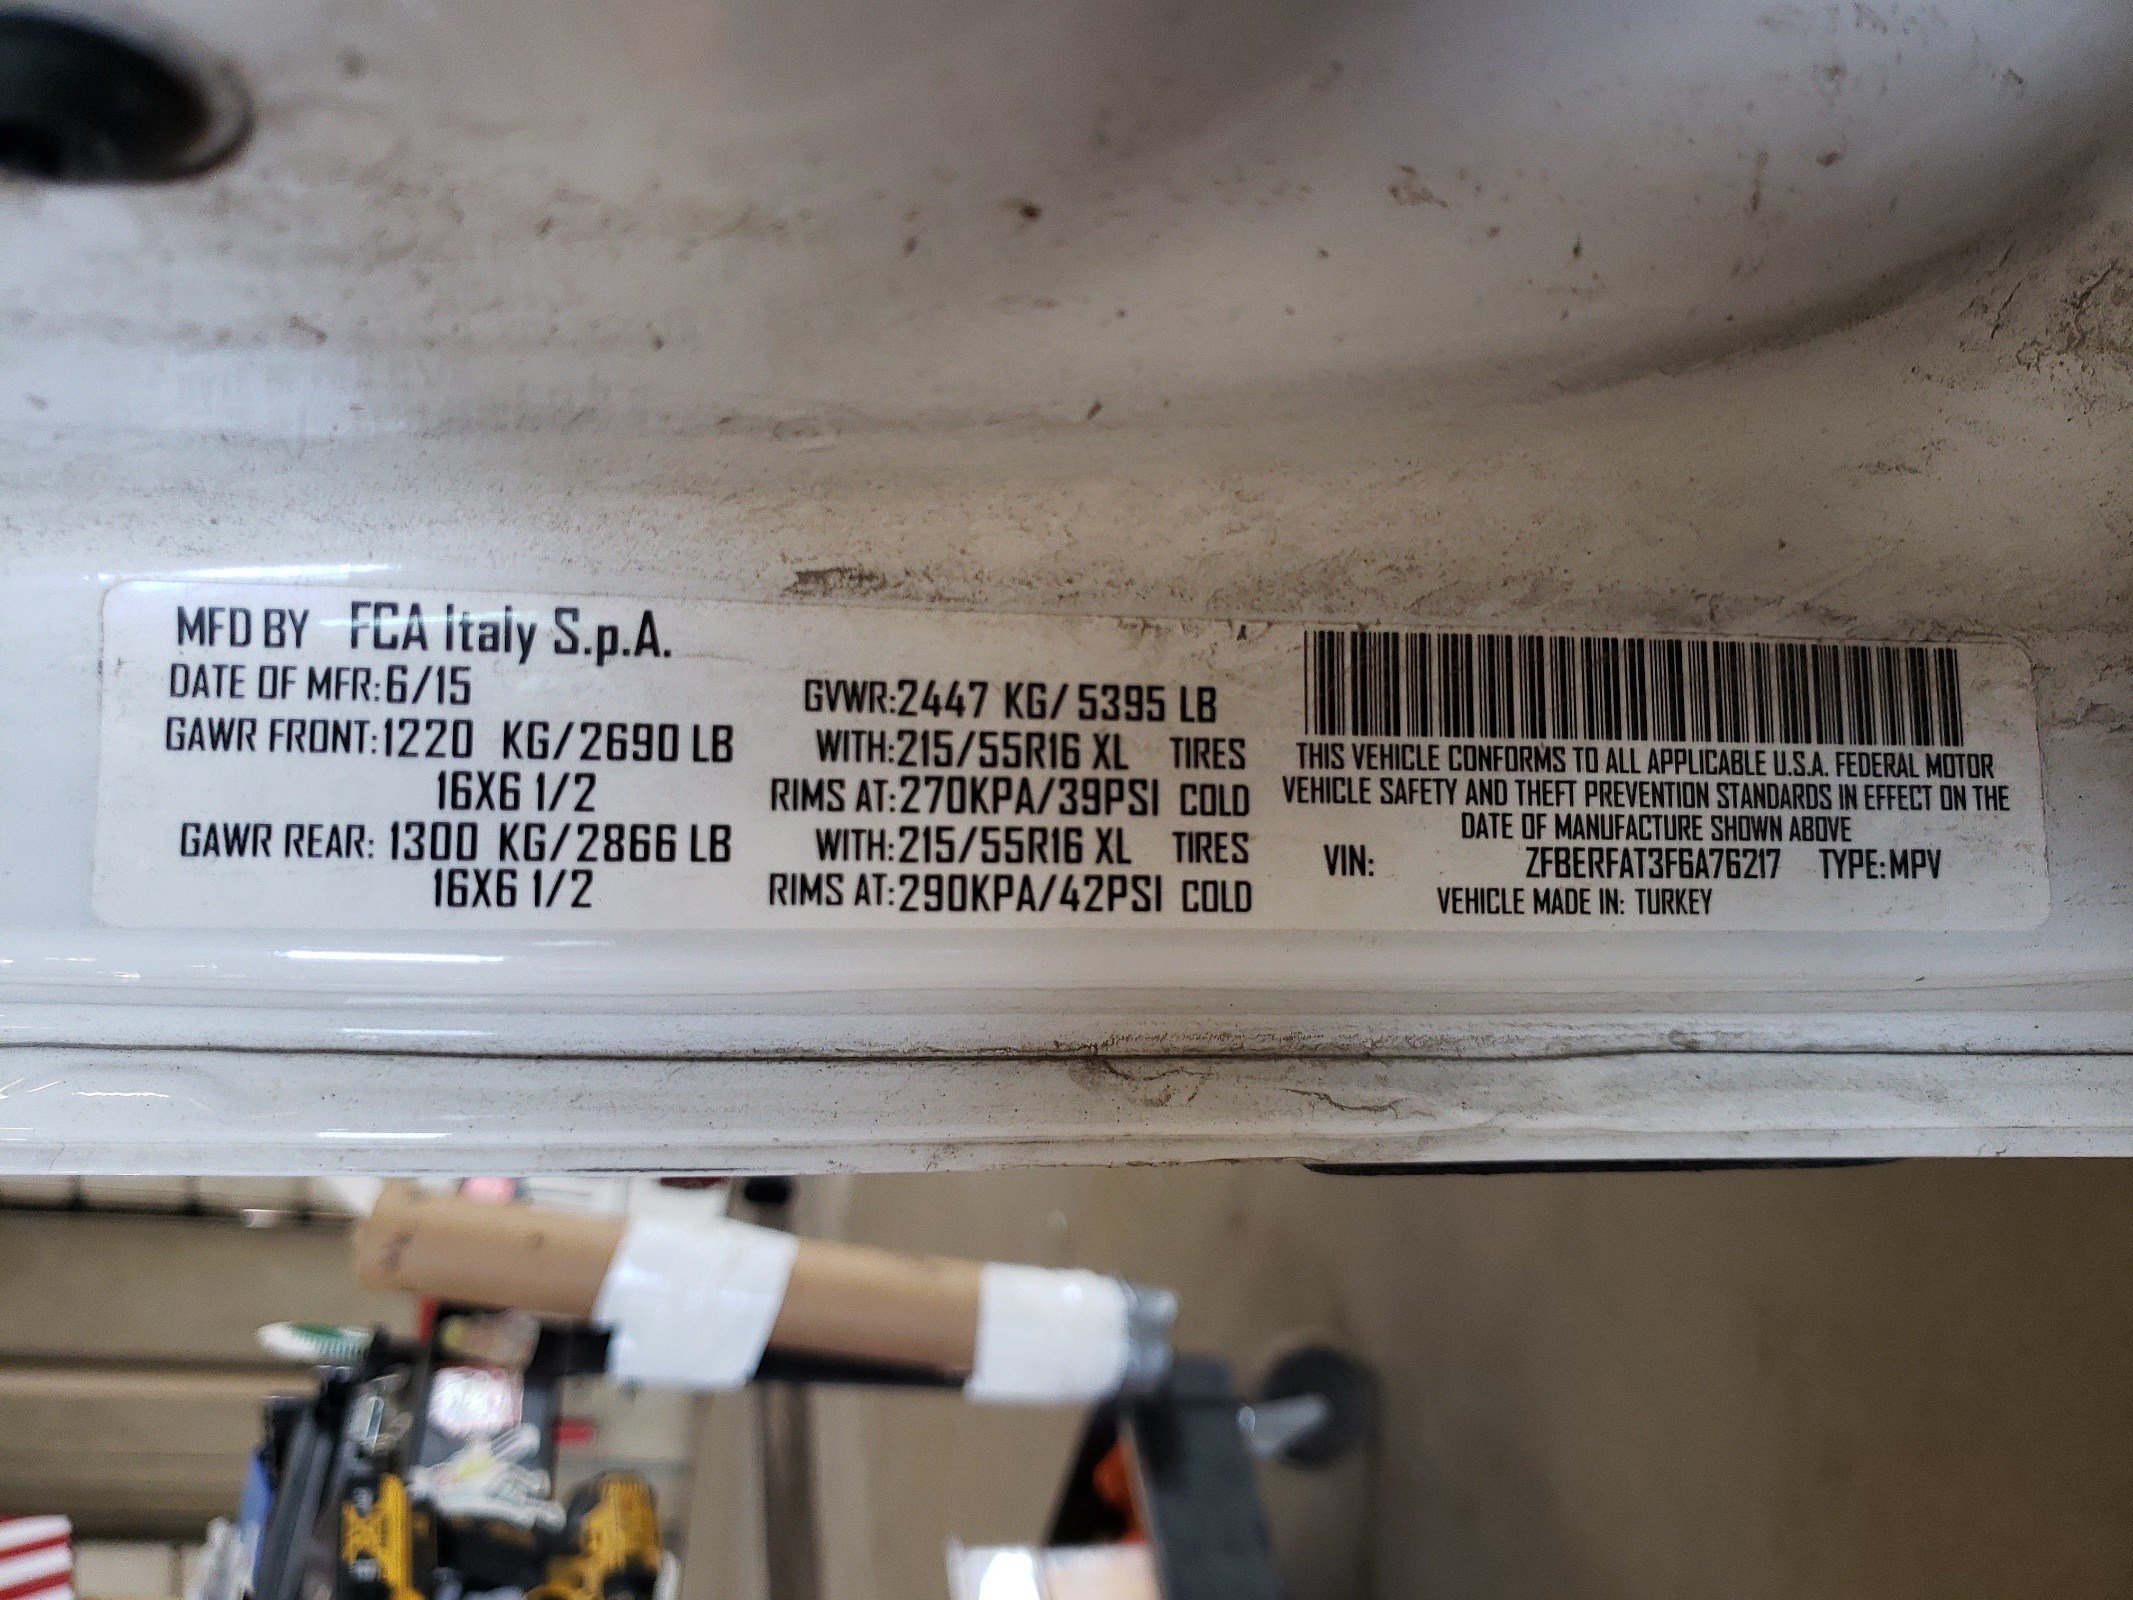 MFD BY FCA Italy S.p.A.
DATE OF MFR:6/15
GAWR FRONT:1220 KG/2690 LB
16X6 1/2
GAWR REAR: 1300 KG/2866 LB
16X6 1/2
GVWR:2447 KG/ 5395 LB
WITH:215/55R16 XL TIRES
RIMS AT:270KPA/39PSI COLD
WITH:215/55R16 XL TIRES
RIMS AT:290KPA/42PSI COLD
THIS VEHICLE CONFORMS TO ALL APPLICABLE U.S.A. FEDERAL MOTOR
VEHICLE SAFETY AND THEFT PREVENTION STANDARDS IN EFFECT ON THE
DATE OF MANUFACTURE SHOWN ABOVE
VIN: ZFBERFAT3F6A76217 TYPE:MPV
VEHICLE MADE IN: TURKEY